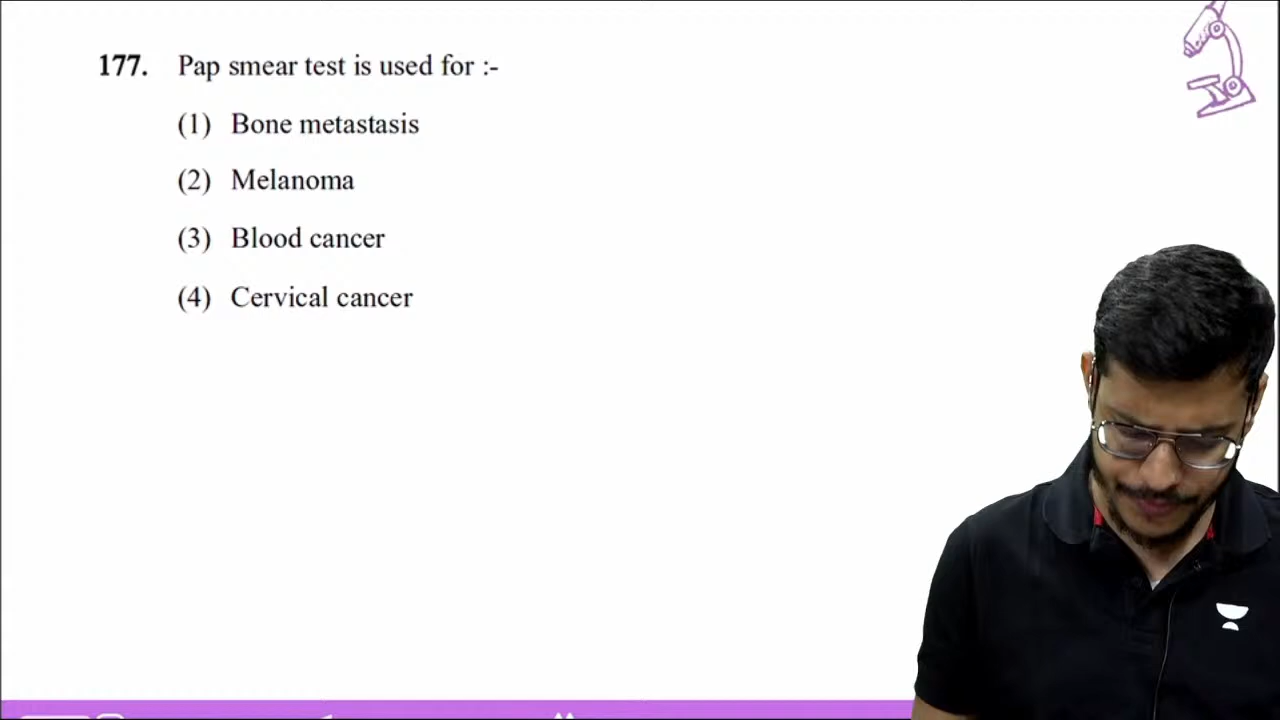 177. Pap smear test is used for :-
(1) Bone metastasis
(2) Melanoma
(3) Blood cancer
(4) Cervical cancer